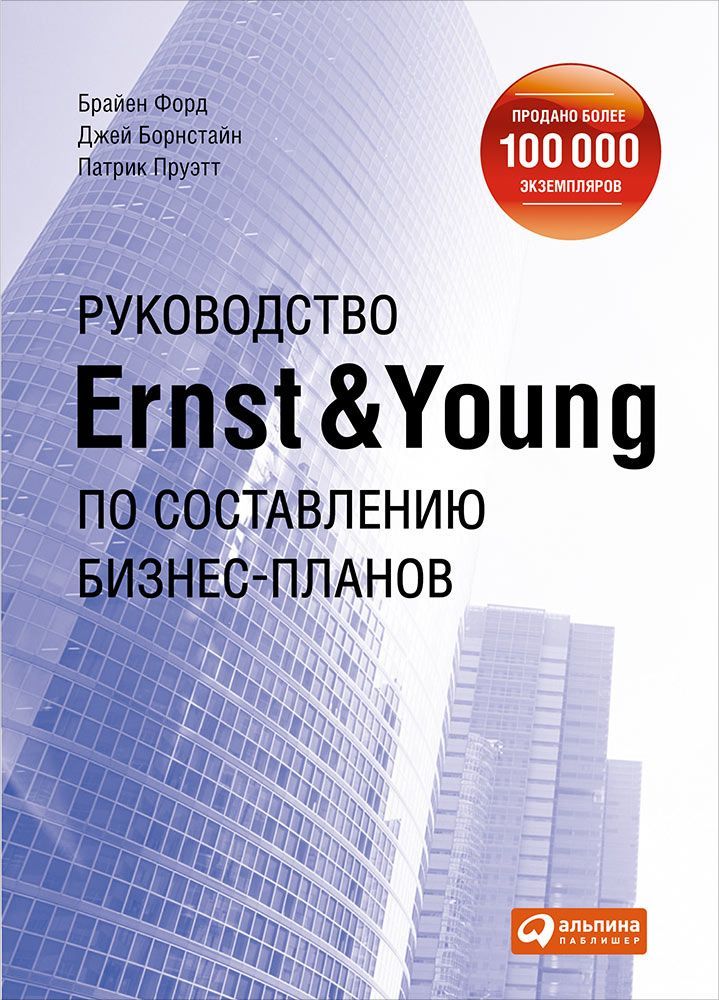 Брайен Форд
Джей Борнстайн
Патрик Пруэтт
ПРОДАНО БОЛЕЕ
100 000
ЭКЗЕМПЛЯРОВ
РУКОВОДСТВО
Ernst & Young
ПО СОСТАВЛЕНИЮ
БИЗНЕС-ПЛАНОВ
альпина
ПАБЛИШЕР